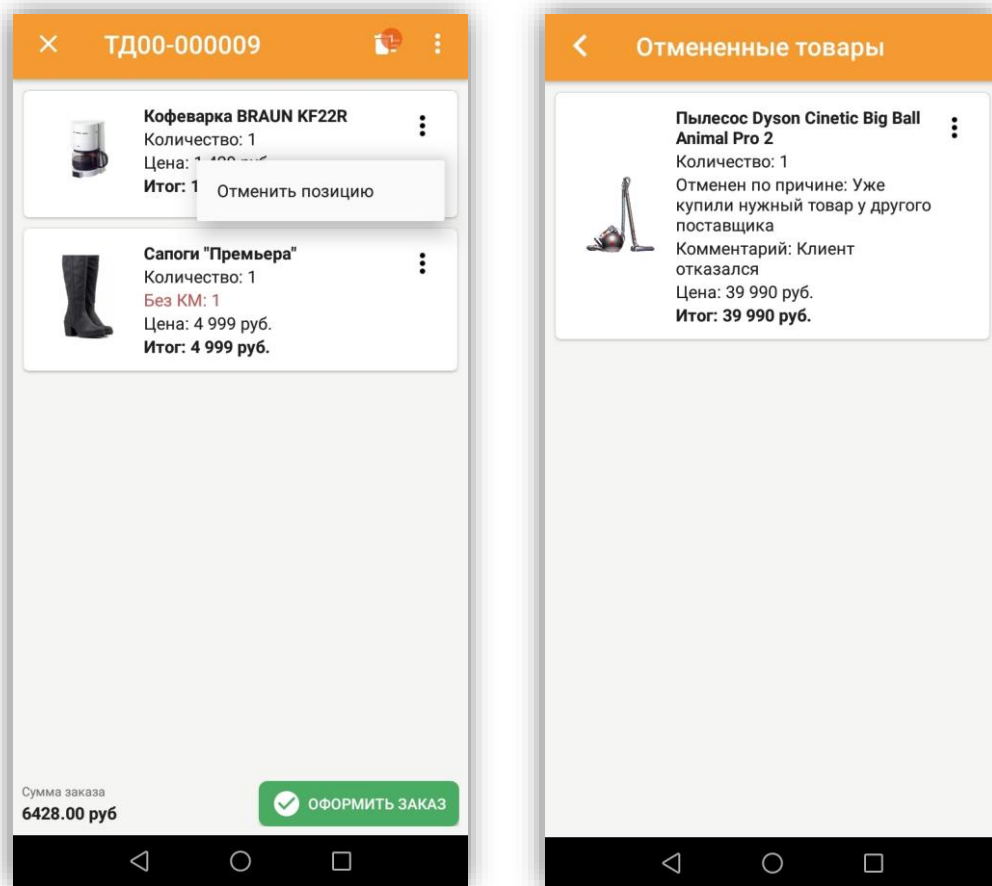 ТД00-000009
Кофеварка BRAUN KF22R
Количество: 1
Цена:
Итог: 1
Отменить позицию
Сапоги "Премьера"
Количество: 1
Без КМ: 1
Цена: 4 999 руб.
Итог: 4 999 руб.
Сумма заказа
6428.00 руб
ОФОРМИТЬ ЗАКАЗ
Отмененные товары
Пылесос Dyson Cinetic Big Ball
Animal Pro 2
Количество: 1
Отменен по причине: Уже
купили нужный товар у другого
поставщика
Комментарий: Клиент
отказался
Цена: 39 990 руб.
Итог: 39 990 руб.